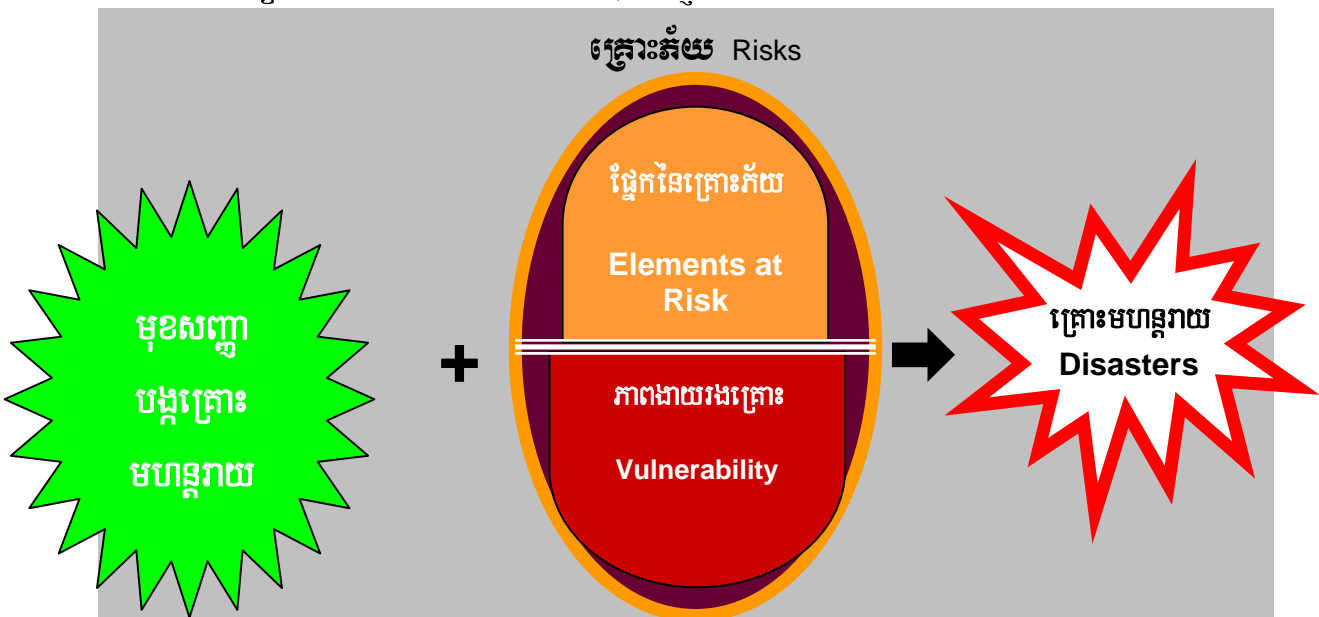 គ្រោះភ័យ Risks
ផ្នែកនៃគ្រោះភ័យ
Elements at
Risk
មុខសញ្ញា
បង្កគ្រោះ
មហន្តរាយ
+
គ្រោះមហន្តរាយ
Disasters
ភាពងាយរងគ្រោះ
Vulnerability